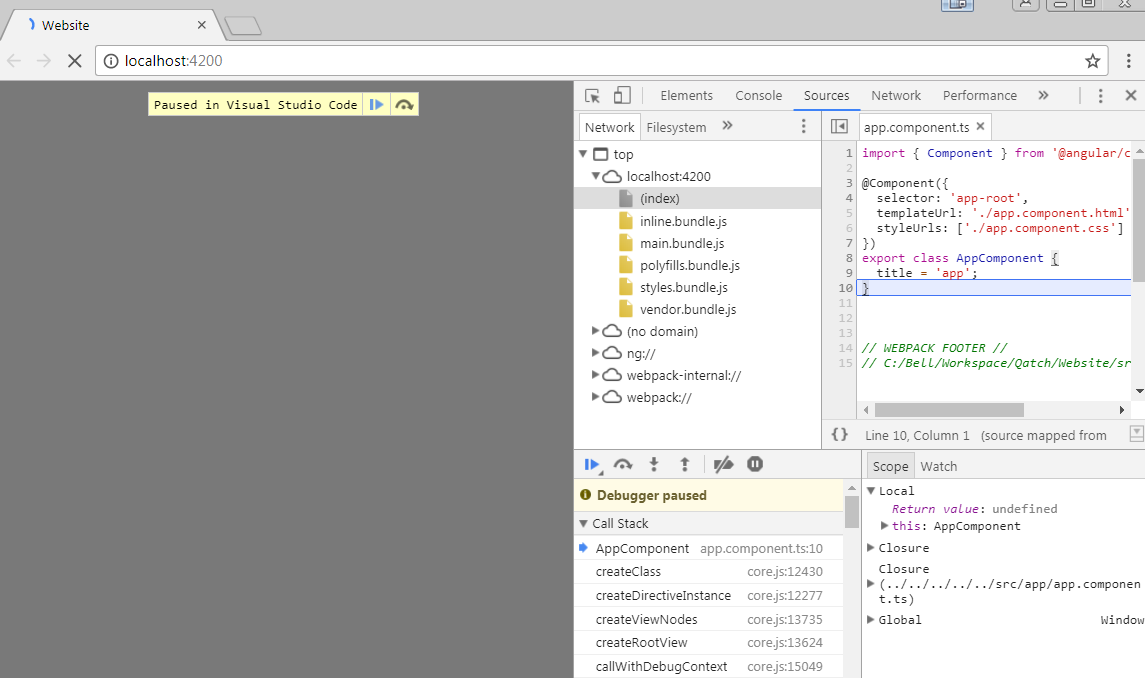 Website
localhost:4200
Paused in Visual Studio Code
Elements Console Sources Network Performance
Network Filesystem
top
localhost:4200
(index)
inline.bundle.js
main.bundle.js
polyfills.bundle.js
styles.bundle.js
vendor.bundle.js
(no domain)
ng://
webpack-internal://
webpack://
app.component.ts
1 import { Component } from '@angular/c
2
3 @Component({
4 selector: 'app-root',
5 templateUrl: './app.component.html'
6 styleUrls: ['./app.component.css']
7 })
8 export class AppComponent {
9 title = 'app';
10 }
11
12
13
14 // WEBPACK FOOTER //
15 // C:/Bell/Workspace/Qatch/Website/sr
{} Line 10, Column 1 (source mapped from
Debugger paused
Call Stack
AppComponent app.component.ts:10
createClass core.js:12430
createDirectiveInstance core.js:12277
createViewNodes core.js:13735
createRootView core.js:13624
callWithDebugContext core.js:15049
Scope Watch
Local
Return value: undefined
this: AppComponent
Closure
Closure
(../../../../../src/app/app.componen
t.ts)
Global Window